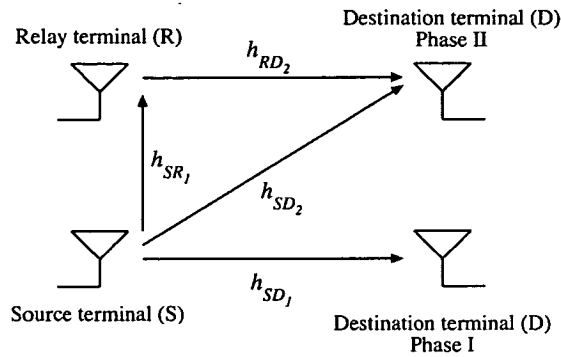 Relay terminal (R)
Destination terminal (D)
Phase II
h_{RD_2}
h_{SR_1}
h_{SD_2}
h_{SD_1}
Source terminal (S)
Destination terminal (D)
Phase I